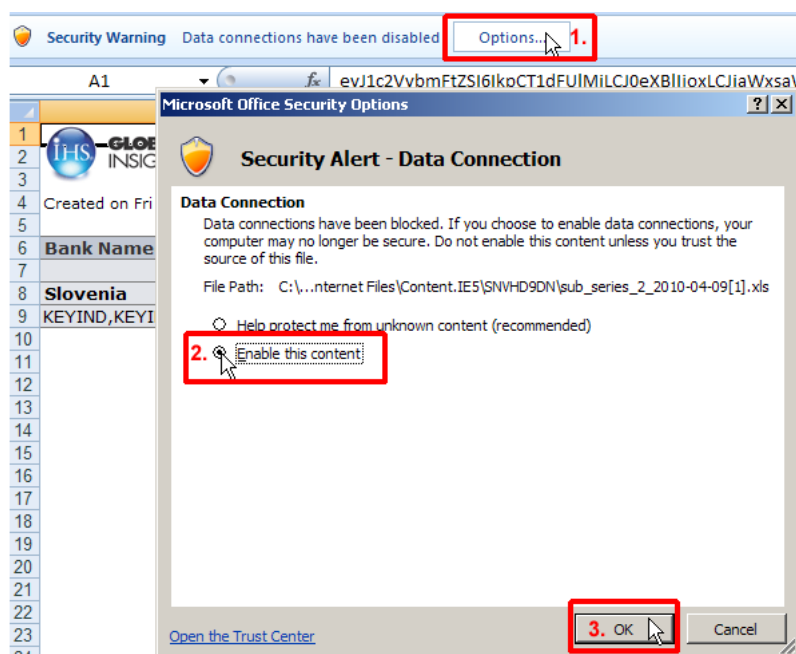 Security Warning Data connections have been disabled Options... 1.
A1 fx
Microsoft Office Security Options ? X
1
IHS GLOB
2
INSIG
3
Security Alert - Data Connection
4 Created on Fri
Data Connection
5
Data connections have been blocked. If you choose to enable data connections, your
6 Bank Name
computer may no longer be secure. Do not enable this content unless you trust the
source of this file.
7
8 Slovenia
File Path: C:\...nternet Files\Content.IE5\SNVHD9DN\sub_series_2_2010-04-09[1].xls
9 KEYIND,KEYI
Help protect me from unknown content (recommended)
10
2. Enable this content
11
12
13
14
15
16
17
18
19
20
21
22
3. OK Cancel
23
Open the Trust Center